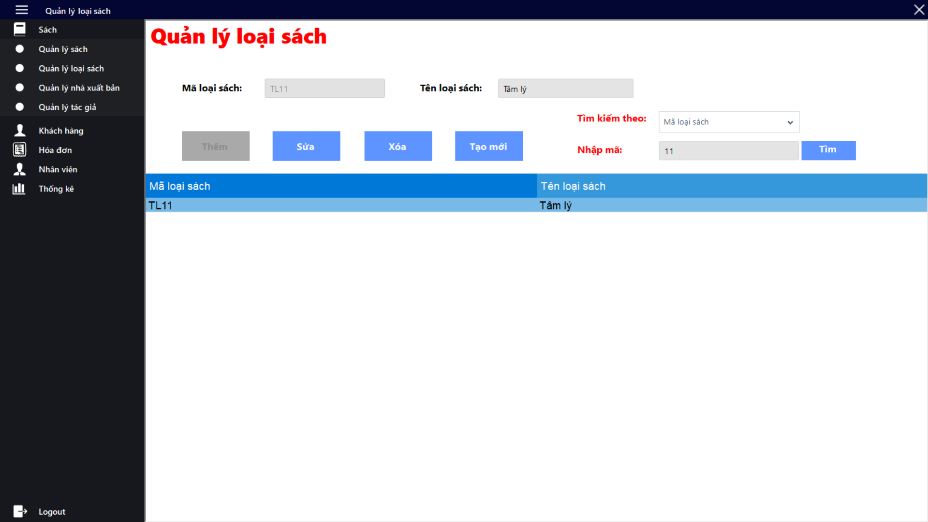 Quản lý loại sách
Sách
Quản lý sách
Quản lý loại sách
Quản lý nhà xuất bản
Quản lý tác giả
Khách hàng
Hóa đơn
Nhân viên
Thống kê
Logout
Quản lý loại sách
Mã loại sách: TL11 Tên loại sách: Tâm lý
Tìm kiếm theo: Mã loại sách
Thêm Sửa Xóa Tạo mới
Nhập mã: 11 Tìm
Mã loại sách Tên loại sách
TL11 Tâm lý